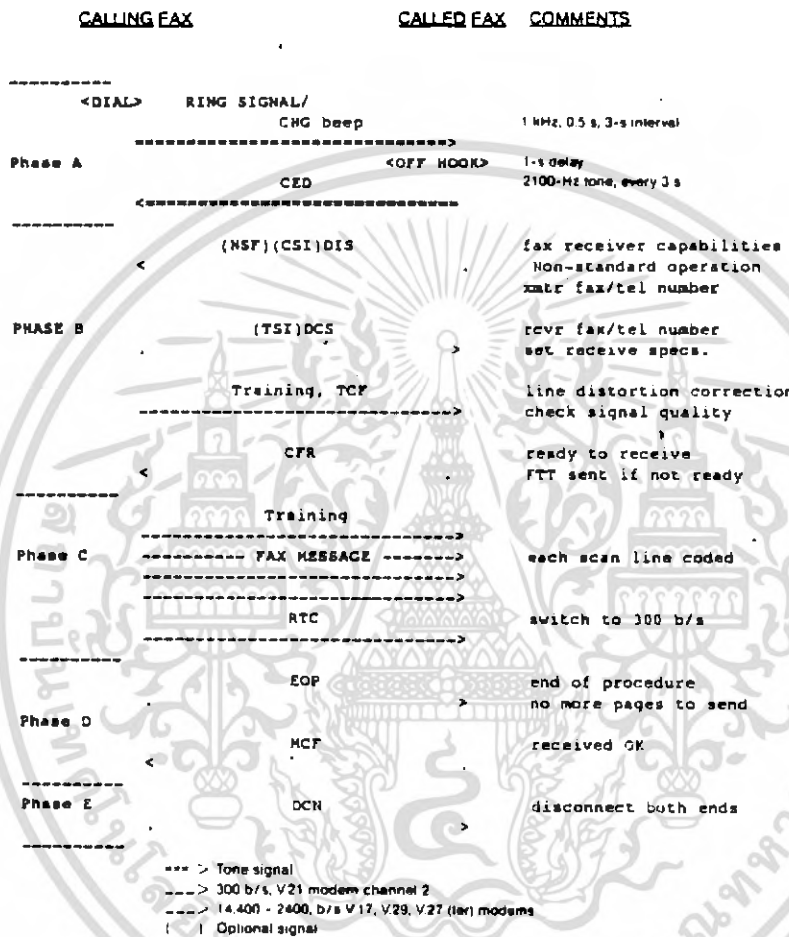 CALLING FAX CALLED FAX COMMENTS
<DIAL> RING SIGNAL/
CNG beep 1 kHz, 0.5 s, 3-s interval
Phase A <OFF HOOK> 1-s delay
CED 2100-Hz tone, every 3 s
(NSF)(CSI)DIS fax receiver capabilities
Non-standard operation
xmtr fax/tel number
PHASE B (TSI)DCS rcvr fax/tel number
set receive specs.
Training, TCF line distortion correction
check signal quality
CFR ready to receive
FTT sent if not ready
Training
Phase C FAX MESSAGE each scan line coded
RTC switch to 300 b/s
EOP end of procedure
no more pages to send
Phase D
MCF received OK
Phase E DCN disconnect both ends
===> Tone signal
---> 300 b/s, V21 modem channel 2
---> 14,400 - 2400, b/s V.17, V.29, V.27 (ter) modems
( ) Optional signal